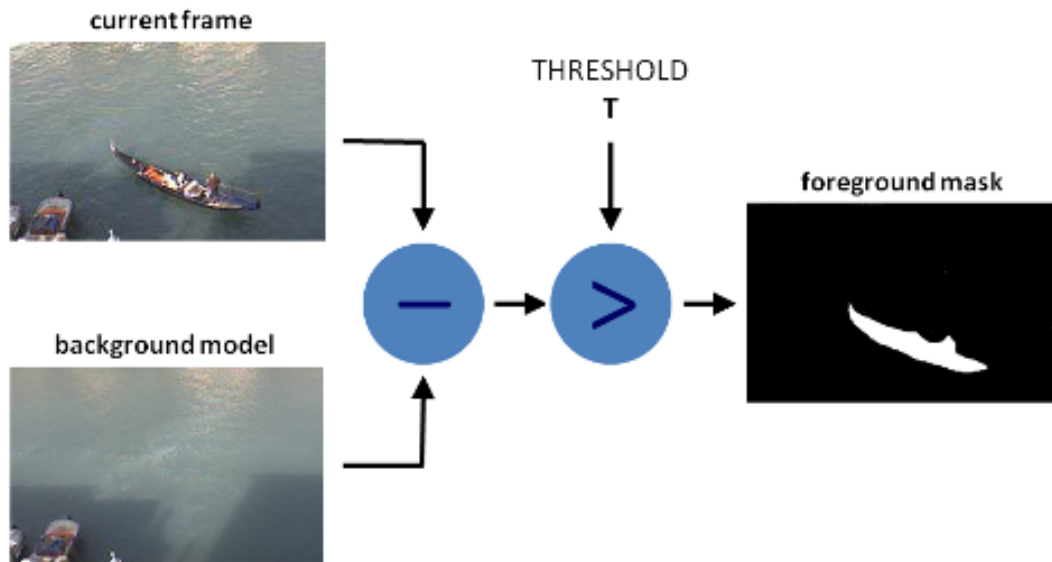 current frame
THRESHOLD
T
foreground mask
background model
−
>